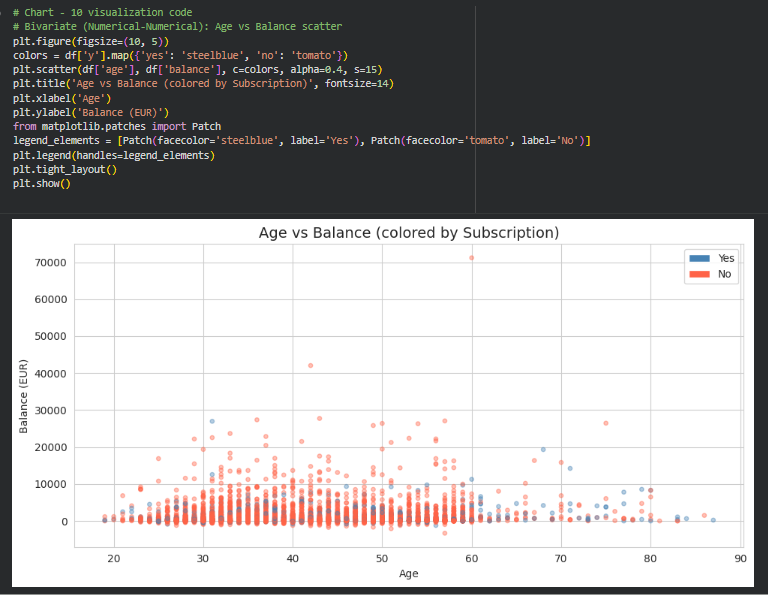 # Chart - 10 visualization code
# Bivariate (Numerical-Numerical): Age vs Balance scatter
plt.figure(figsize=(10, 5))
colors = df['y'].map({'yes': 'steelblue', 'no': 'tomato'})
plt.scatter(df['age'], df['balance'], c=colors, alpha=0.4, s=15)
plt.title('Age vs Balance (colored by Subscription)', fontsize=14)
plt.xlabel('Age')
plt.ylabel('Balance (EUR)')
from matplotlib.patches import Patch
legend_elements = [Patch(facecolor='steelblue', label='Yes'), Patch(facecolor='tomato', label='No')]
plt.legend(handles=legend_elements)
plt.tight_layout()
plt.show()
Age vs Balance (colored by Subscription)
Yes
No
70000
60000
50000
40000
30000
20000
10000
0
Balance (EUR)
20 30 40 50 60 70 80 90
Age